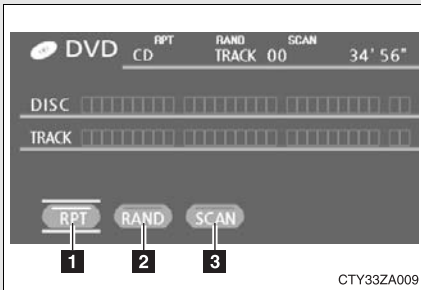 DVD CD RPT RAND TRACK 00 SCAN 34' 56"
DISC
TRACK
RPT RAND SCAN
1 2 3
CTY33ZA009